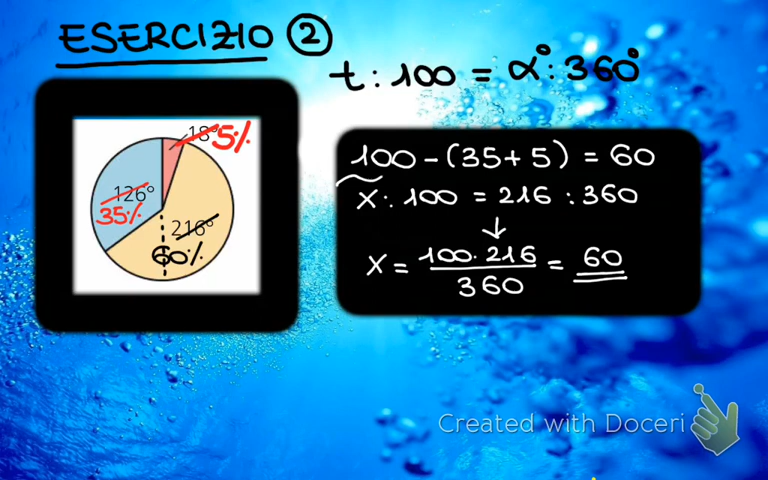 ESERCIZIO 2
t : 100 = α° : 360°
18° 5%
126°
35%
216°
60%
100 - (35 + 5) = 60
x : 100 = 216 : 360
↓
x = 100 · 216 / 360 = 60
Created with Doceri